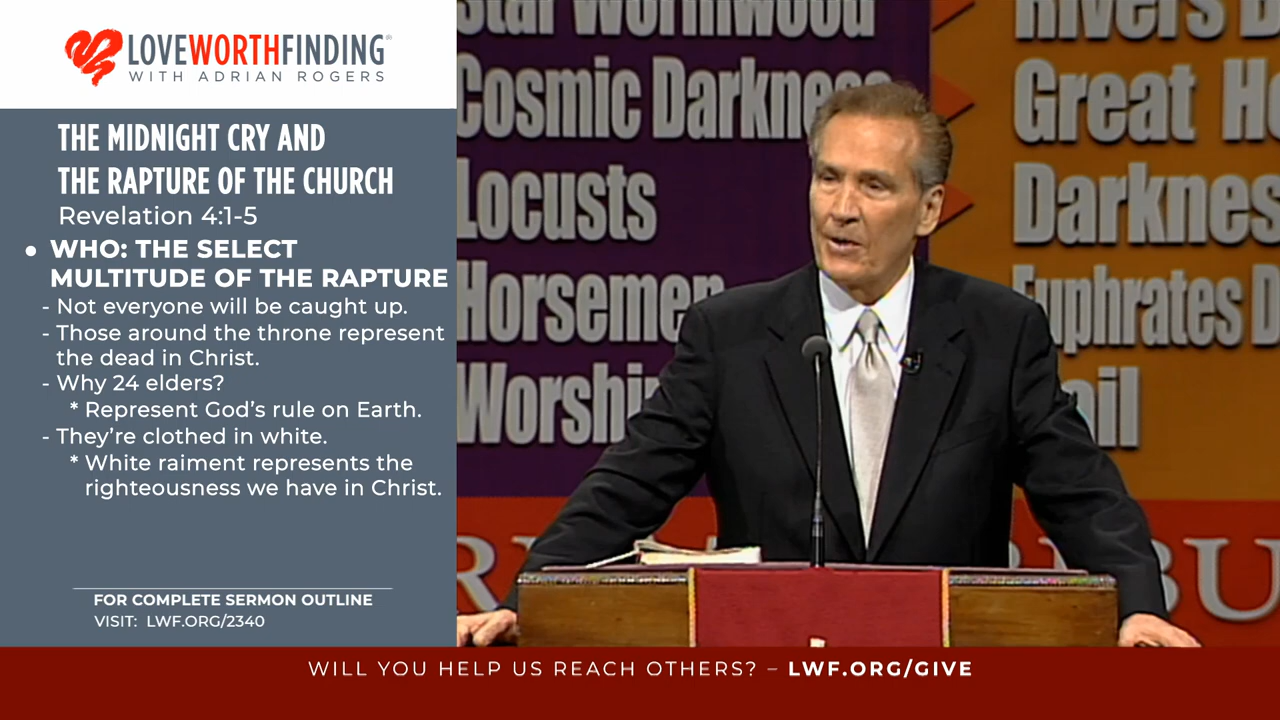 LOVEWORTHFINDING®
WITH ADRIAN ROGERS
THE MIDNIGHT CRY AND
THE RAPTURE OF THE CHURCH
Revelation 4:1-5
• WHO: THE SELECT
MULTITUDE OF THE RAPTURE
- Not everyone will be caught up.
- Those around the throne represent
the dead in Christ.
- Why 24 elders?
* Represent God's rule on Earth.
- They're clothed in white.
* White raiment represents the
righteousness we have in Christ.
FOR COMPLETE SERMON OUTLINE
VISIT: LWF.ORG/2340
Star Wormwood
Cosmic Darkness
Locusts
Horsemen
Worship
Rivers
Great
Darkness
Euphrates
WILL YOU HELP US REACH OTHERS? – LWF.ORG/GIVE